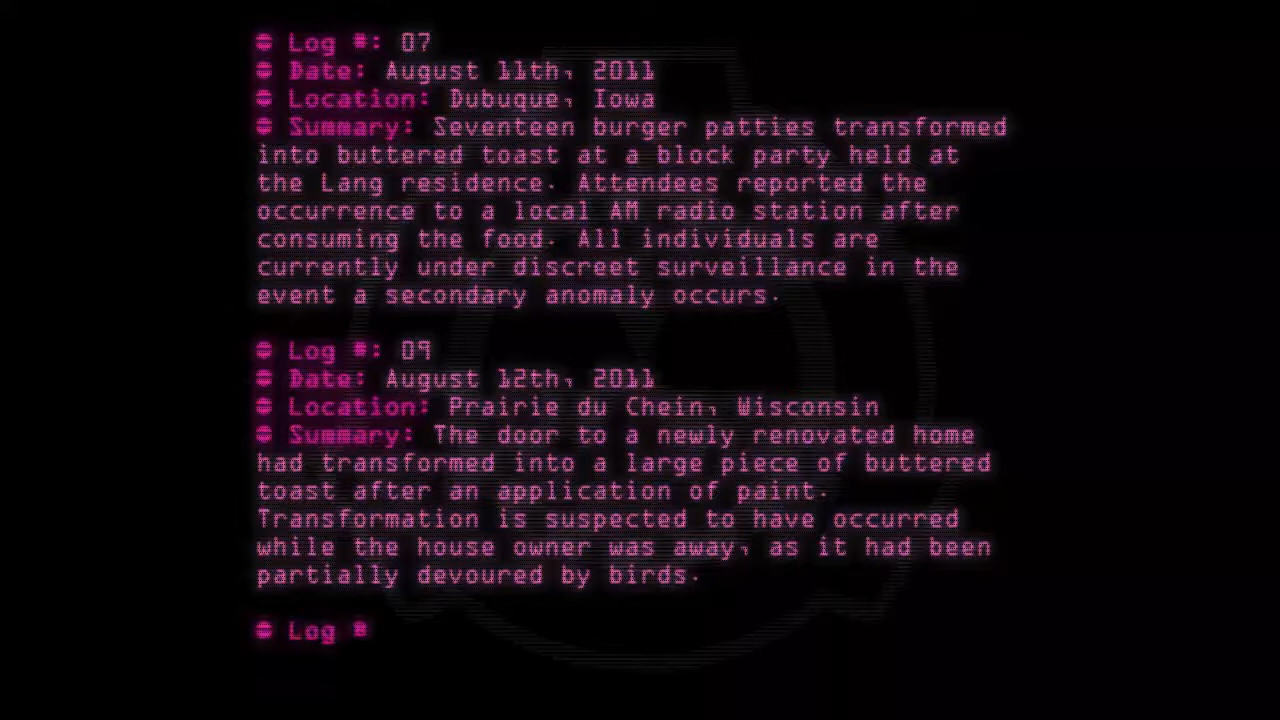 Log #: 07
Date: August 11th, 2011
Location: Dubuque, Iowa
Summary: Seventeen burger patties transformed
into buttered toast at a block party held at
the Lang residence. Attendees reported the
occurrence to a local AM radio station after
consuming the food. All individuals are
currently under discreet surveillance in the
event a secondary anomaly occurs.
Log #: 09
Date: August 12th, 2011
Location: Prairie du Chein, Wisconsin
Summary: The door to a newly renovated home
had transformed into a large piece of buttered
toast after an application of paint.
Transformation is suspected to have occurred
while the house owner was away, as it had been
partially devoured by birds.
Log #